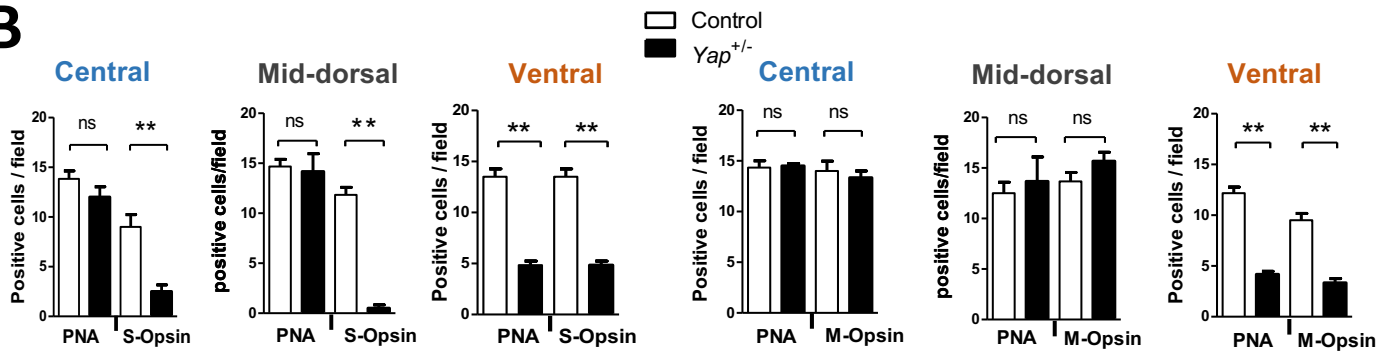 B
Control
Yap+/-
Central
Mid-dorsal
Ventral
Central
Mid-dorsal
Ventral
Positive cells / field
20
15
10
5
0
ns
**
PNA
S-Opsin
positive cells/field
20
15
10
5
0
ns
**
PNA
S-Opsin
Positive cells / field
20
15
10
5
0
**
**
PNA
S-Opsin
Positive cells / field
20
15
10
5
0
ns
ns
PNA
M-Opsin
positive cells/field
20
15
10
5
0
ns
ns
PNA
M-Opsin
Positive cells / field
20
15
10
5
0
**
**
PNA
M-Opsin